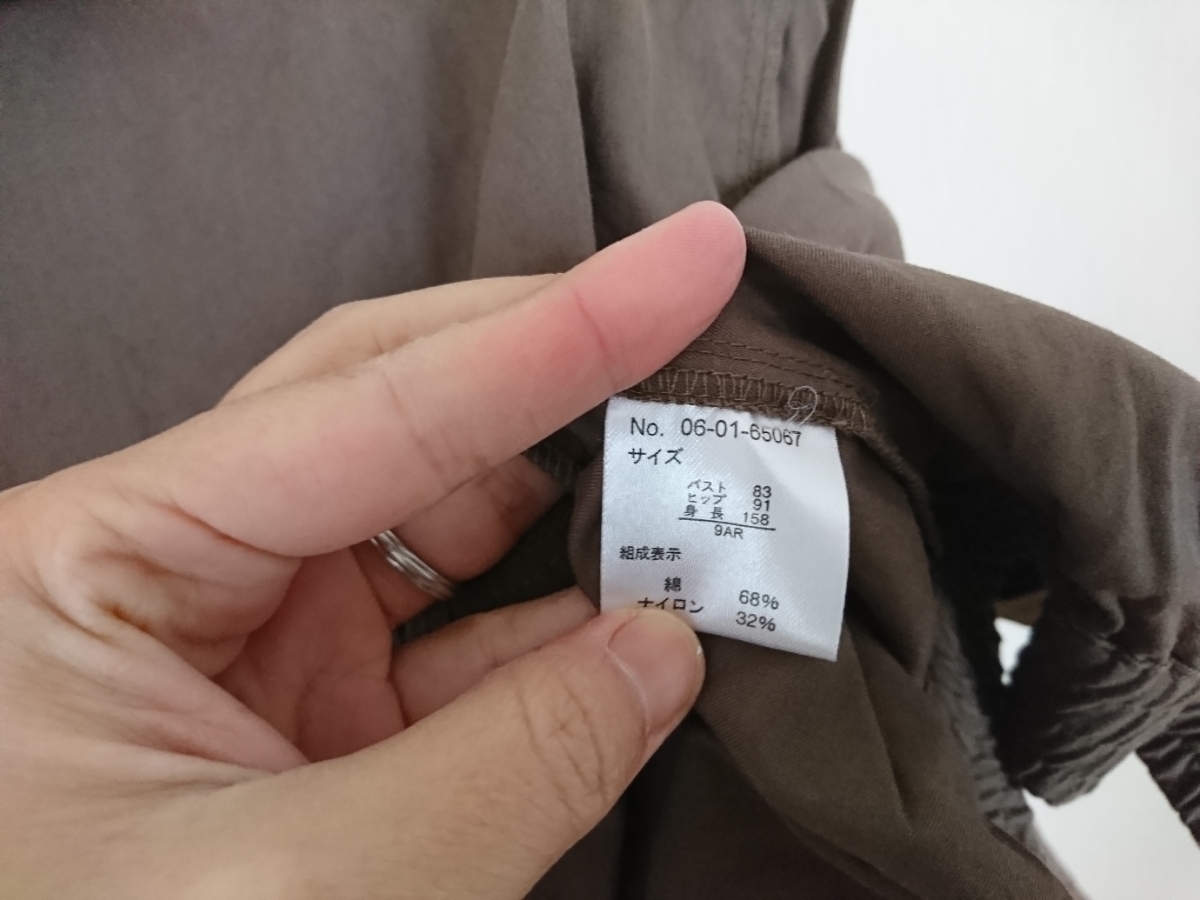 No. 06-01-65067
サイズ
バスト 83
ヒップ 91
身長 158
9AR
組成表示
綿 68%
ナイロン 32%